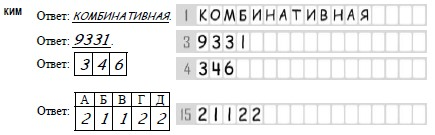 КИМ
Ответ: КОМБИНАТИВНАЯ. 1 КОМБИНАТИВНАЯ
Ответ: 9331. 3 9331
Ответ: 3 4 6 4 346
А Б В Г Д
Ответ: 2 1 1 2 2 15 21122